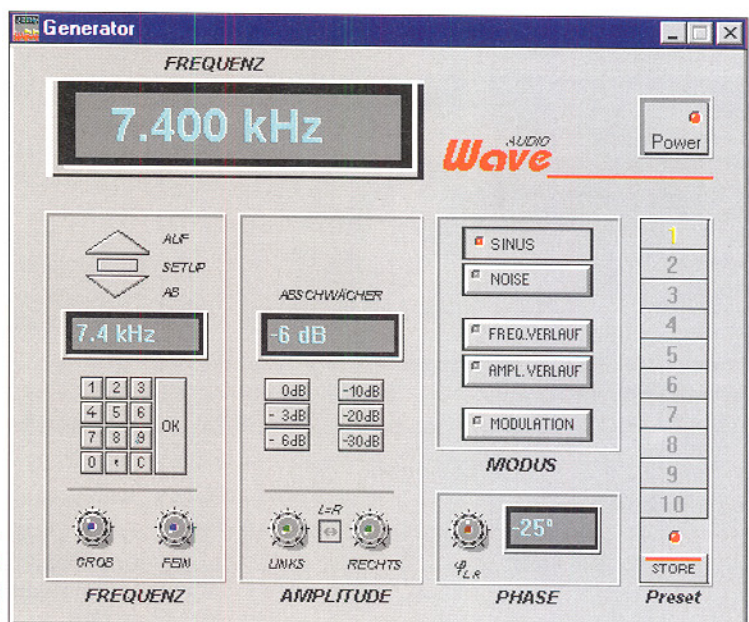 Generator
FREQUENZ
7.400 kHz
AUDIO
Wave
Power
AUF
SETUP
AB
7.4 kHz
1 2 3
4 5 6
7 8 9
0 • C
OK
GROB FEIN
FREQUENZ
ABSCHWÄCHER
-6 dB
0dB -10dB
- 3dB -20dB
- 6dB -30dB
L=R
LINKS RECHTS
AMPLITUDE
SINUS
NOISE
FREQ.VERLAUF
AMPL.VERLAUF
MODULATION
MODUS
-25°
φLR
PHASE
1
2
3
4
5
6
7
8
9
10
STORE
Preset